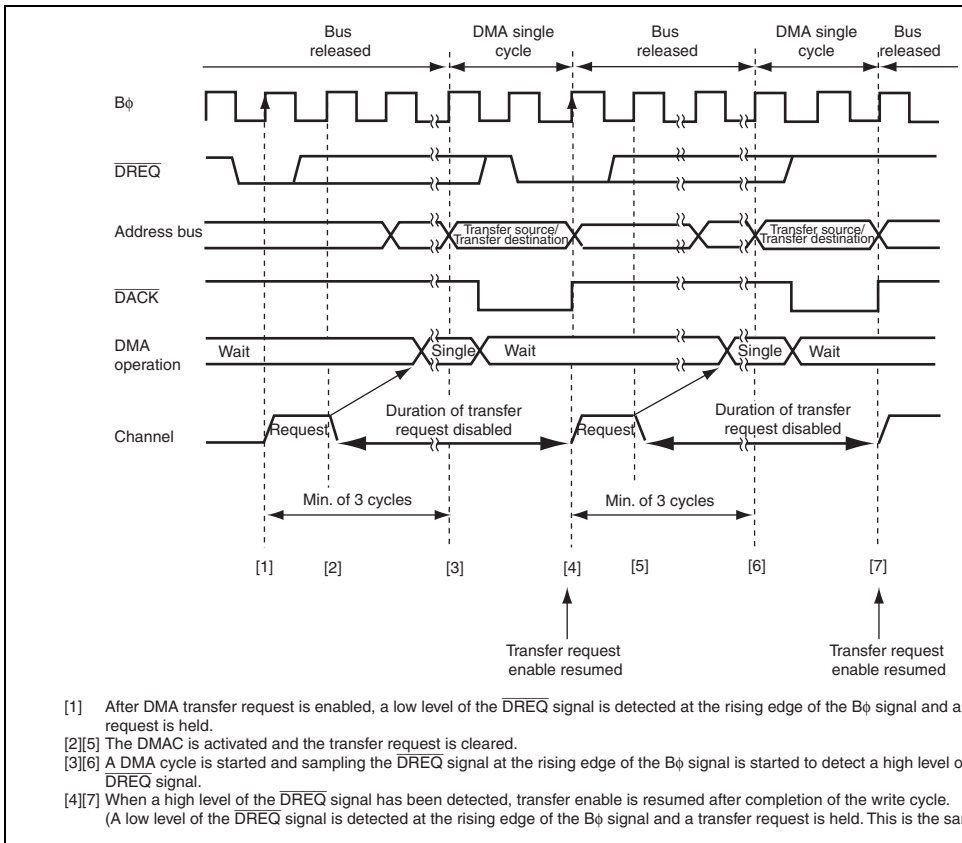 Bus released
DMA single cycle
Bus released
DMA single cycle
Bus released
Bφ
DREQ
Address bus
Transfer source/
Transfer destination
Transfer source/
Transfer destination
DACK
DMA operation
Wait
Single
Wait
Single
Wait
Channel
Request
Duration of transfer request disabled
Request
Duration of transfer request disabled
Min. of 3 cycles
Min. of 3 cycles
[1] [2] [3] [4] [5] [6] [7]
Transfer request enable resumed
Transfer request enable resumed
[1] After DMA transfer request is enabled, a low level of the DREQ signal is detected at the rising edge of the Bφ signal and a
request is held.
[2][5] The DMAC is activated and the transfer request is cleared.
[3][6] A DMA cycle is started and sampling the DREQ signal at the rising edge of the Bφ signal is started to detect a high level o
DREQ signal.
[4][7] When a high level of the DREQ signal has been detected, transfer enable is resumed after completion of the write cycle.
(A low level of the DREQ signal is detected at the rising edge of the Bφ signal and a transfer request is held. This is the sa